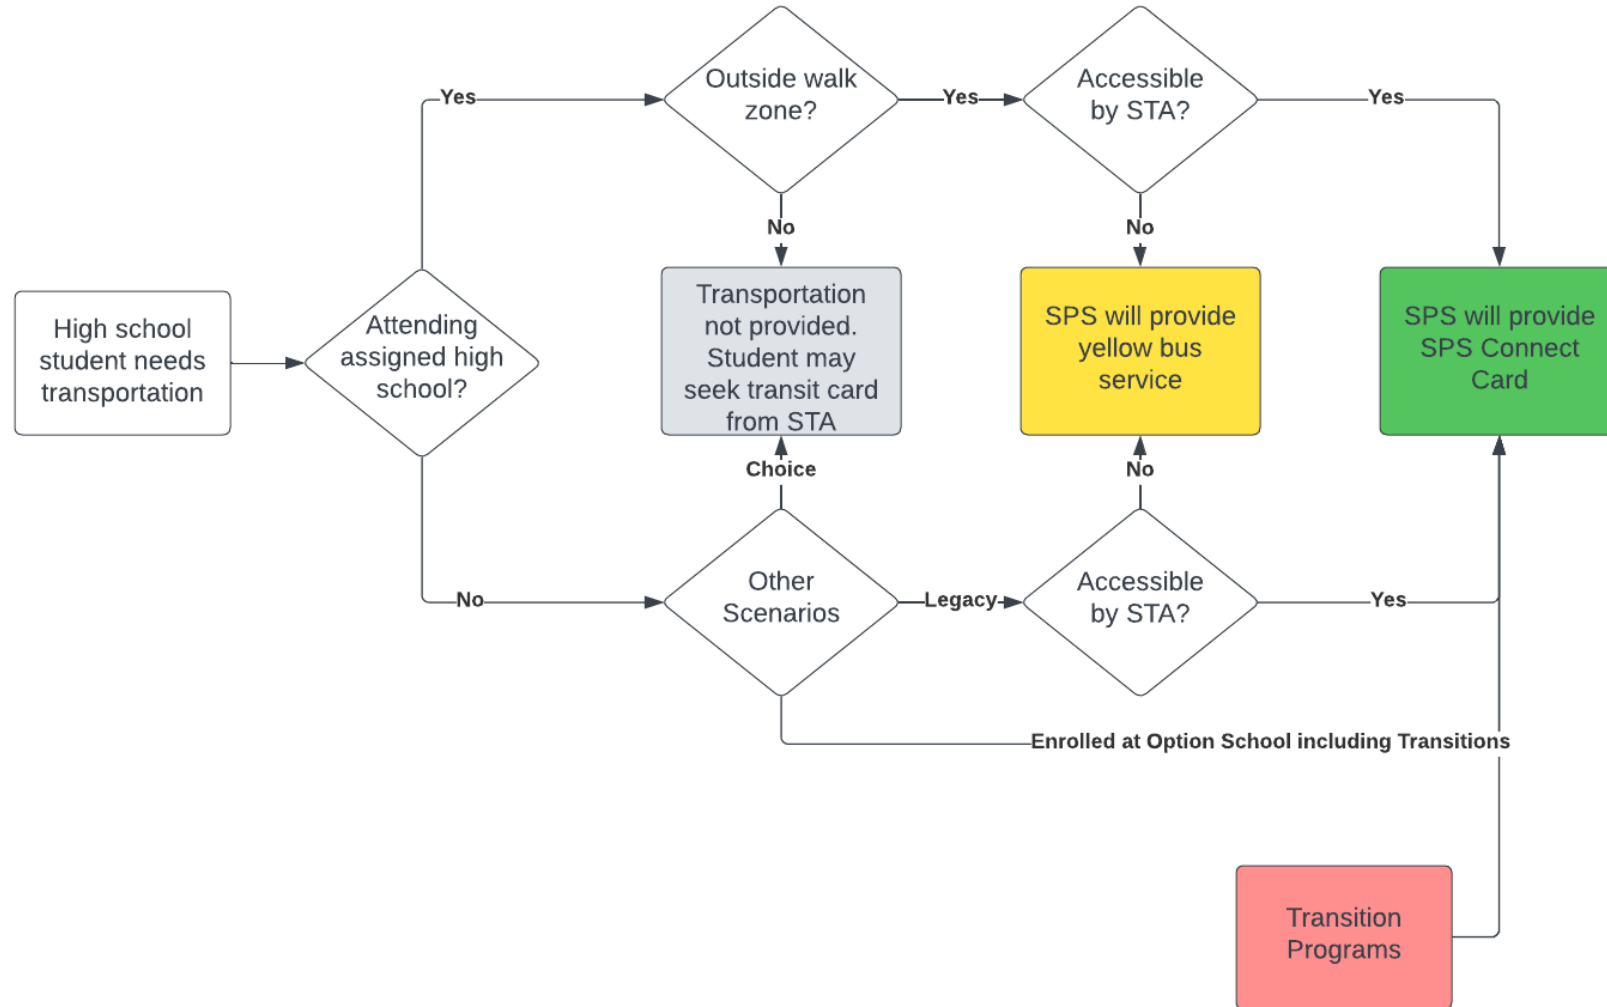 Outside walk
zone?
Accessible
by STA?
Yes
Yes
Yes
No
No
High school
student needs
transportation
Attending
assigned high
school?
Transportation
not provided.
Student may
seek transit card
from STA
SPS will provide
yellow bus
service
SPS will provide
SPS Connect
Card
Choice
No
No
Other
Scenarios
Legacy
Accessible
by STA?
Yes
Enrolled at Option School including Transitions
Transition
Programs